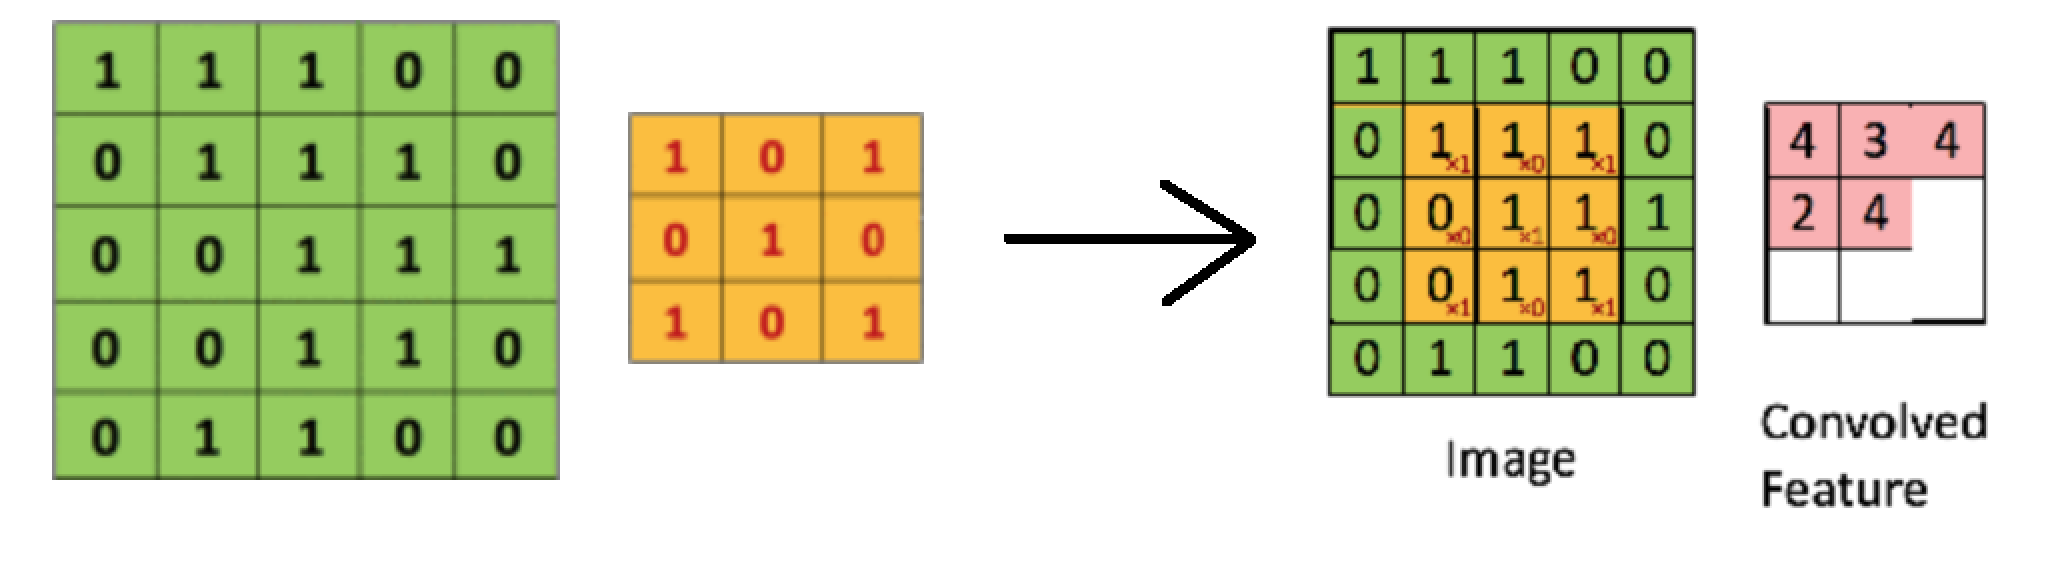 1 1 1 0 0
0 1 1 1 0
0 0 1 1 1
0 0 1 1 0
0 1 1 0 0
1 0 1
0 1 0
1 0 1
1 1 1 0 0
0 1×1 1×0 1×1 0
0 0×0 1×1 1×0 1
0 0×1 1×0 1×1 0
0 1 1 0 0
Image
4 3 4
2 4
Convolved
Feature